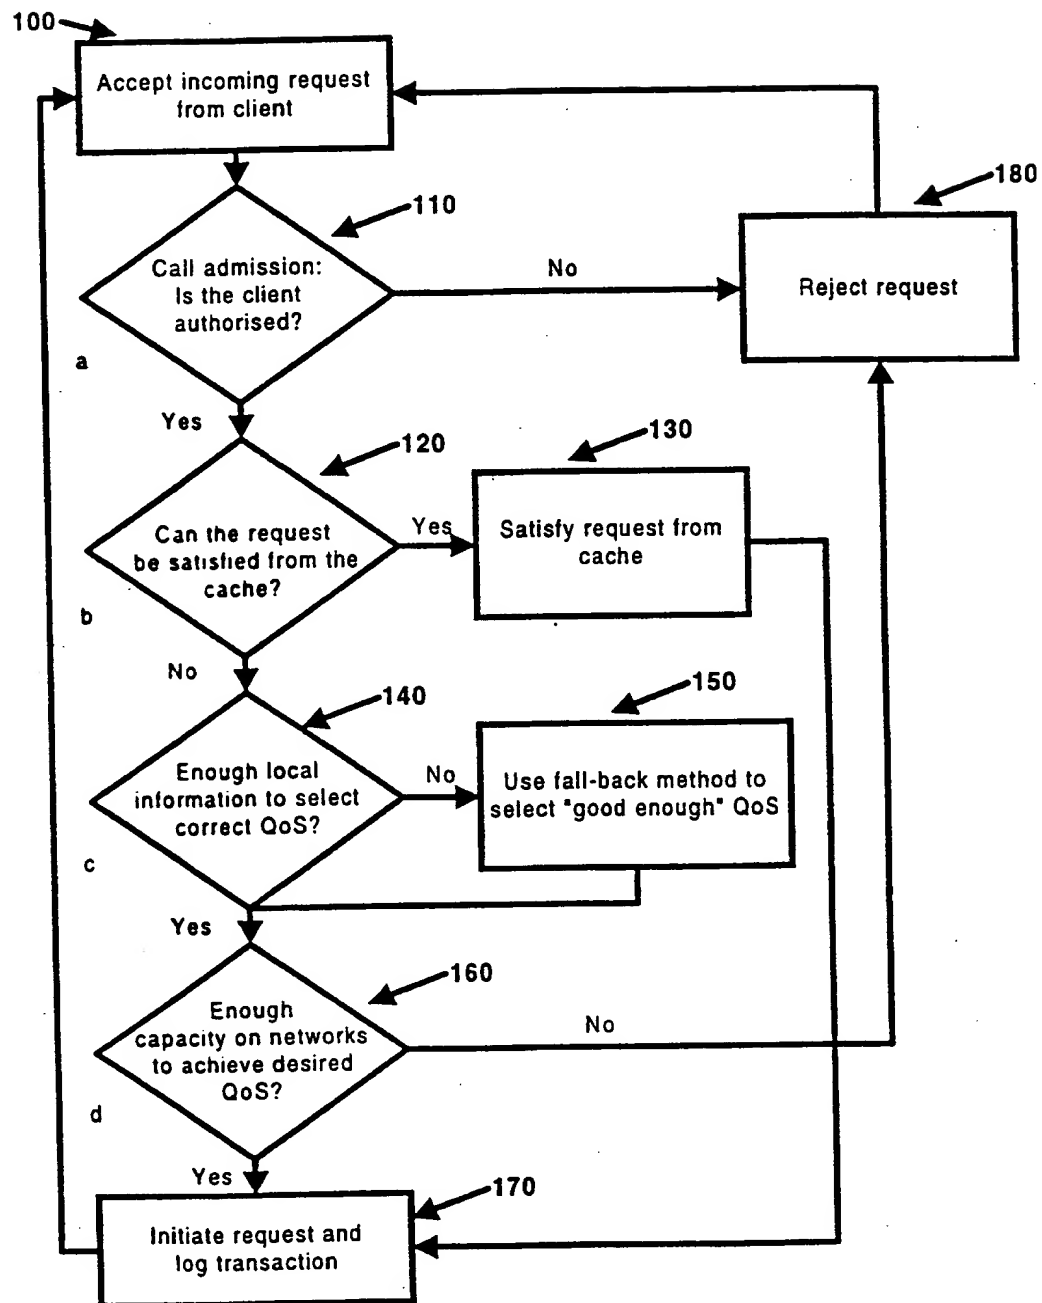 100
Accept incoming request
from client
180
110
Call admission:
Is the client
authorised?
No
Reject request
a
Yes
120
130
Can the request
be satisfied from the
cache?
Yes
Satisfy request from
cache
b
No
140
150
Enough local
information to select
correct QoS?
No
Use fall-back method to
select "good enough" QoS
c
Yes
160
Enough
capacity on networks
to achieve desired
QoS?
No
d
Yes
170
Initiate request and
log transaction